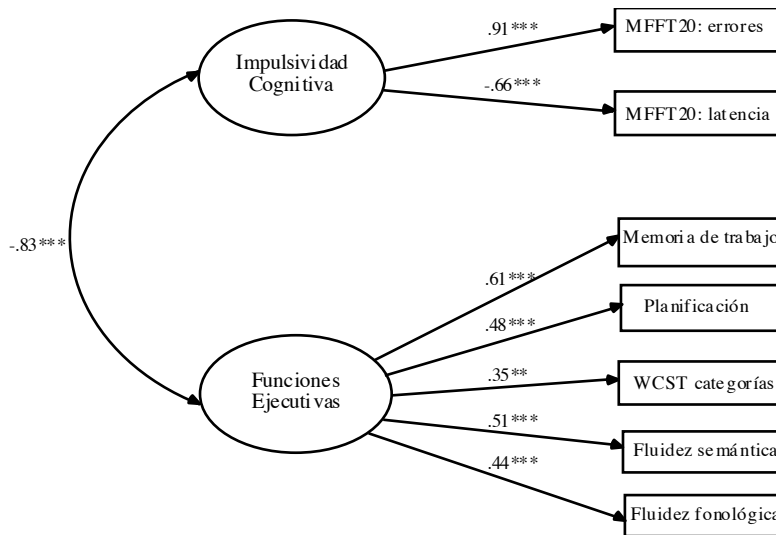 .91***
MFFT20: errores
Impulsividad
Cognitiva
-.66***
MFFT20: latencia
-.83***
Memoria de trabajo
.61***
Planificación
.48***
Funciones
Ejecutivas
.35**
WCST categorías
.51***
Fluidez semántica
.44***
Fluidez fonológica